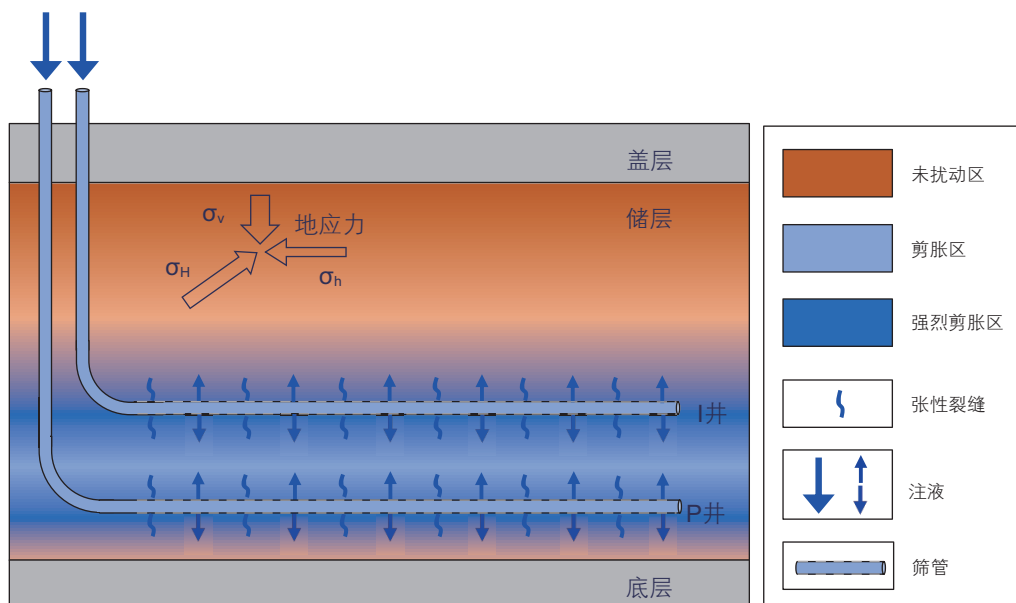 盖层
储层
σv
地应力
σH
σh
I井
P井
底层
未扰动区
剪胀区
强烈剪胀区
张性裂缝
注液
筛管